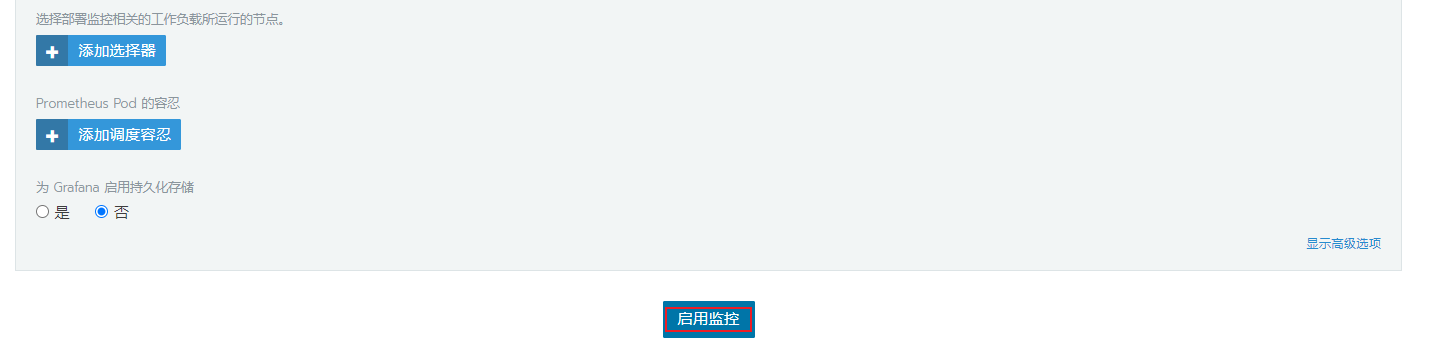 选择部署监控相关的工作负载所运行的节点。
添加选择器
Prometheus Pod 的容忍
添加调度容忍
为 Grafana 启用持久化存储
是 否
显示高级选项
启用监控